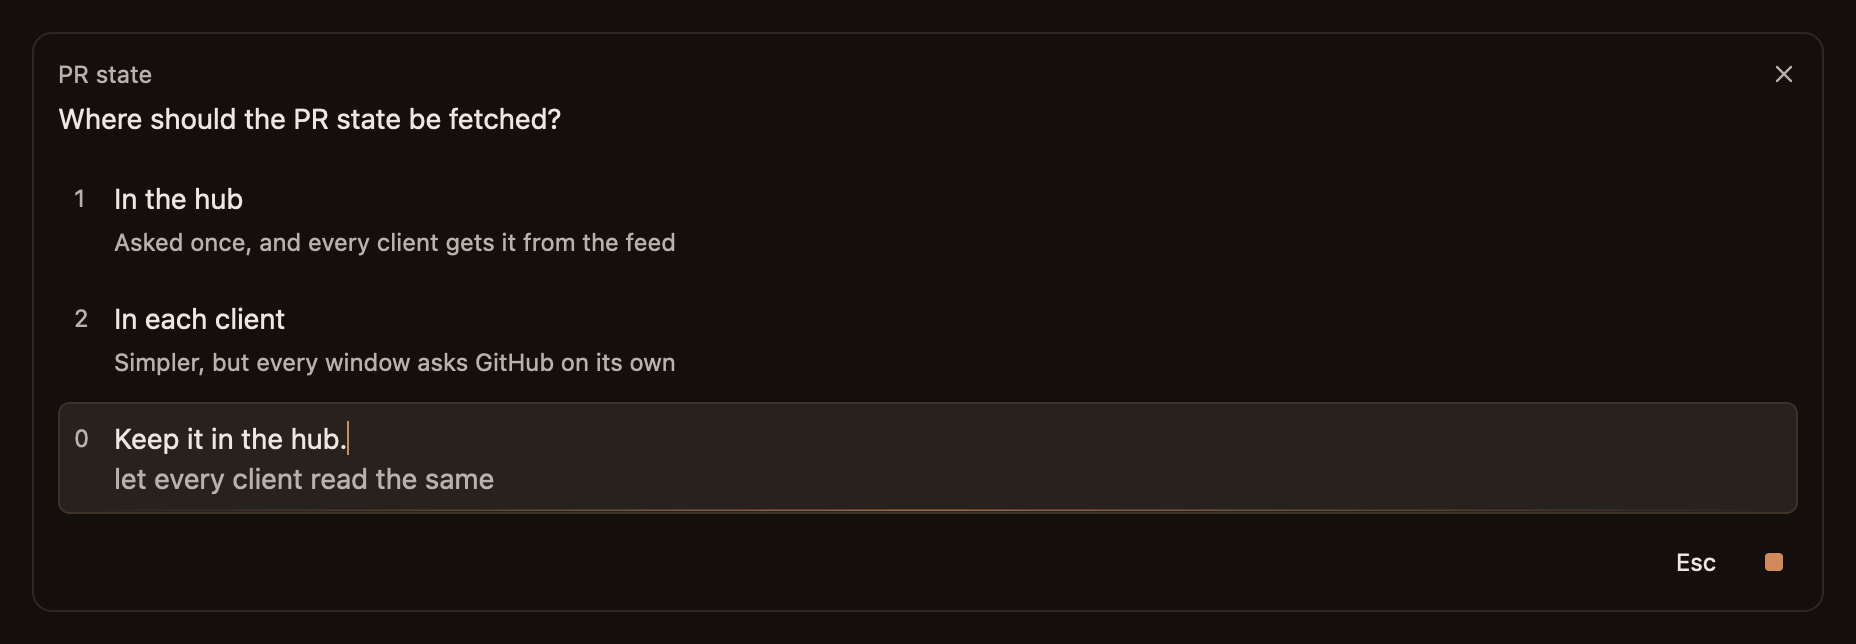 PR state
Where should the PR state be fetched?
1 In the hub
Asked once, and every client gets it from the feed
2 In each client
Simpler, but every window asks GitHub on its own
0 Keep it in the hub.
let every client read the same
Esc